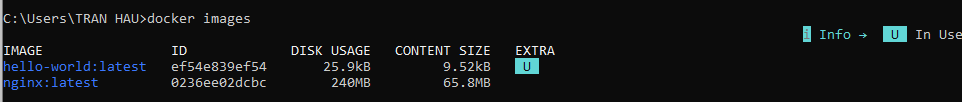 C:\Users\TRAN HAU>docker images
i Info → U In Use
IMAGE ID DISK USAGE CONTENT SIZE EXTRA
hello-world:latest ef54e839ef54 25.9kB 9.52kB U
nginx:latest 0236ee02dcbc 240MB 65.8MB